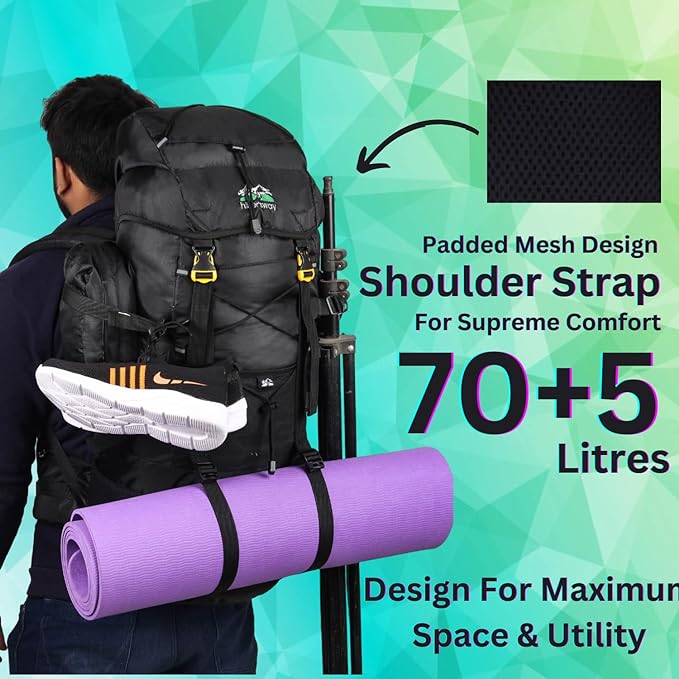 Padded Mesh Design
Shoulder Strap
For Supreme Comfort
70+5
Litres
Design For Maximum
Space & Utility